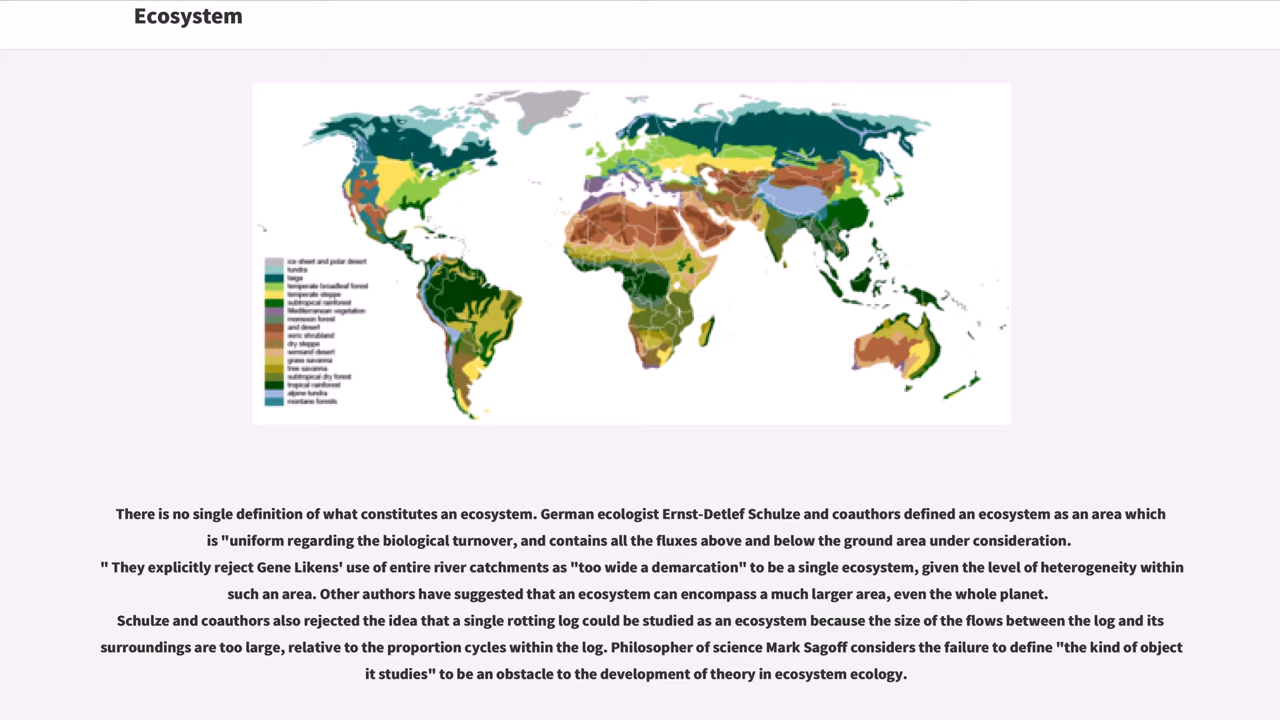 Ecosystem
ice sheet and polar desert
tundra
taiga
temperate broadleaf forest
temperate steppe
subtropical rainforest
Mediterranean vegetation
monsoon forest
arid desert
xeric shrubland
dry steppe
semiarid desert
grass savanna
tree savanna
subtropical dry forest
tropical rainforest
alpine tundra
montane forests
There is no single definition of what constitutes an ecosystem. German ecologist Ernst-Detlef Schulze and coauthors defined an ecosystem as an area which
is "uniform regarding the biological turnover, and contains all the fluxes above and below the ground area under consideration.
" They explicitly reject Gene Likens' use of entire river catchments as "too wide a demarcation" to be a single ecosystem, given the level of heterogeneity within
such an area. Other authors have suggested that an ecosystem can encompass a much larger area, even the whole planet.
Schulze and coauthors also rejected the idea that a single rotting log could be studied as an ecosystem because the size of the flows between the log and its
surroundings are too large, relative to the proportion cycles within the log. Philosopher of science Mark Sagoff considers the failure to define "the kind of object
it studies" to be an obstacle to the development of theory in ecosystem ecology.